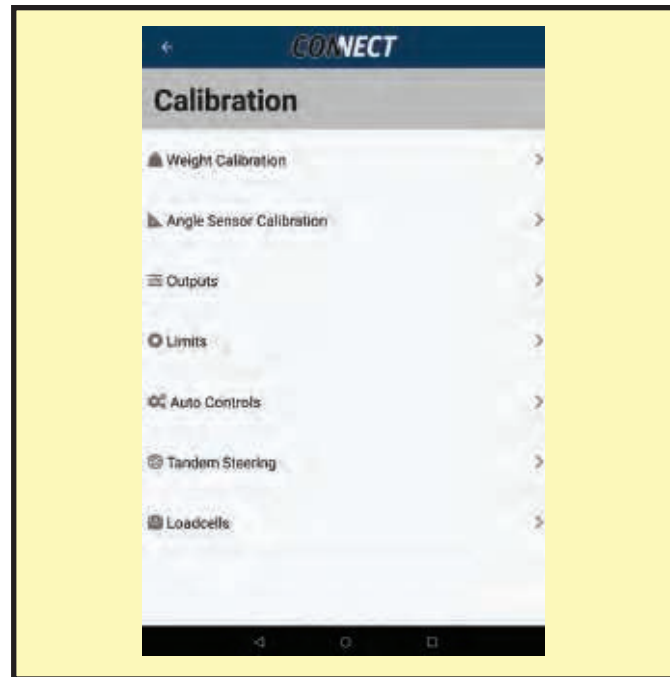 CONNECT
Calibration
Weight Calibration
Angle Sensor Calibration
Outputs
Limits
Auto Controls
Tandem Steering
Loadcells